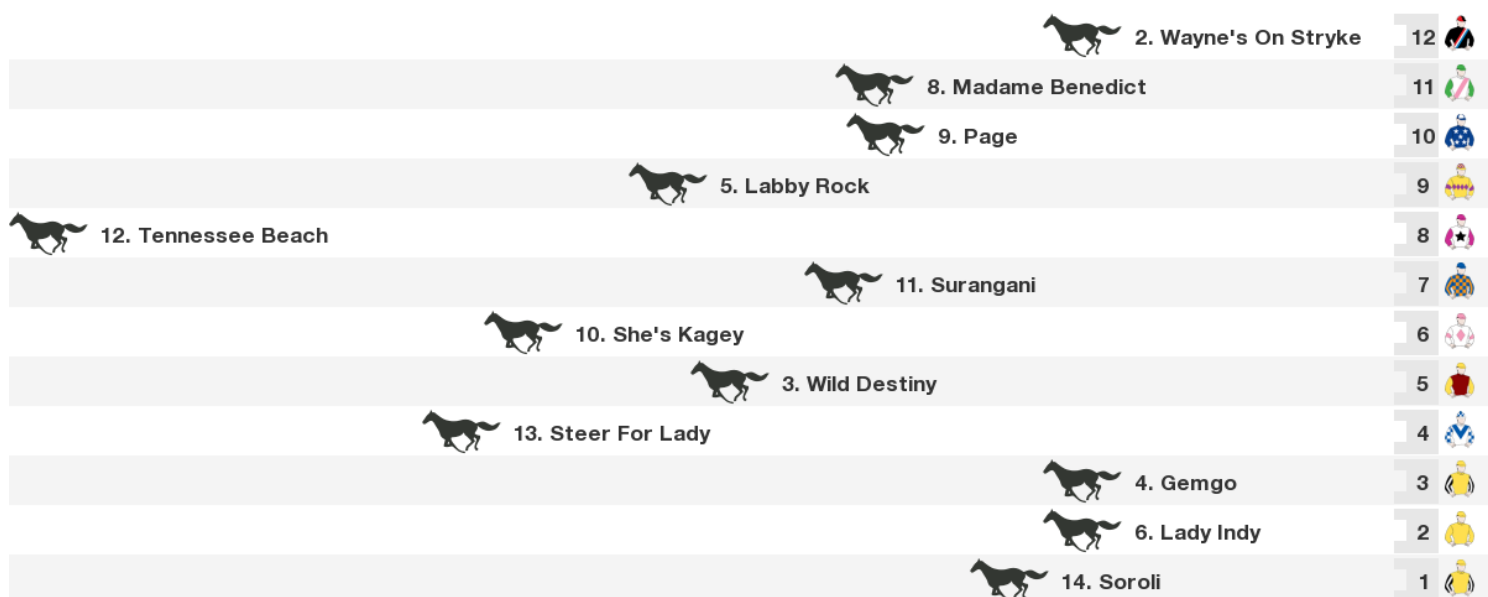 2. Wayne's On Stryke 12
8. Madame Benedict 11
9. Page 10
5. Labby Rock 9
12. Tennessee Beach 8
11. Surangani 7
10. She's Kagey 6
3. Wild Destiny 5
13. Steer For Lady 4
4. Gemgo 3
6. Lady Indy 2
14. Soroli 1